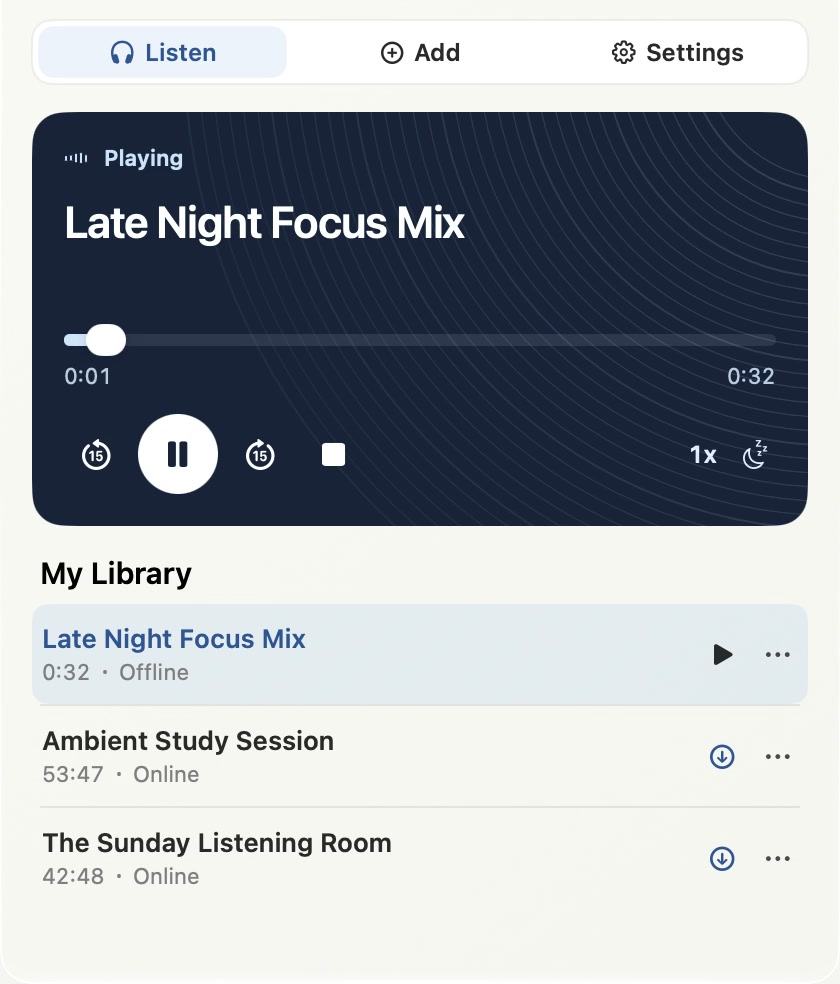 Listen
Add
Settings
Playing
Late Night Focus Mix
0:01
0:32
15
15
1x
zzz
My Library
Late Night Focus Mix
0:32 · Offline
Ambient Study Session
53:47 · Online
The Sunday Listening Room
42:48 · Online